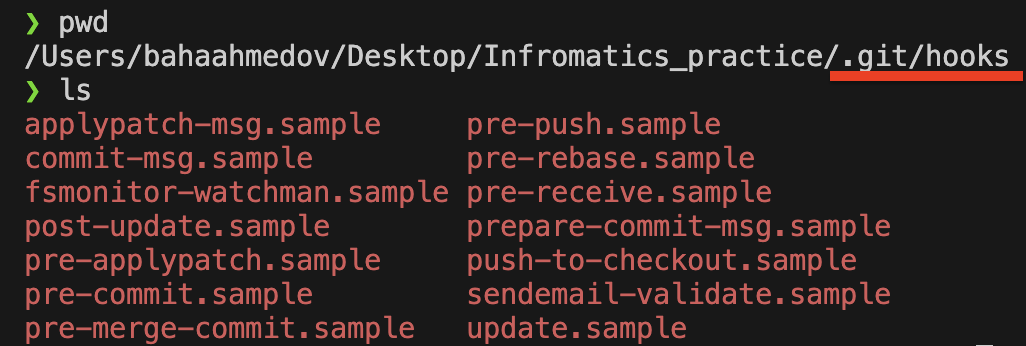 ❯ pwd
/Users/bahaahmedov/Desktop/Infromatics_practice/.git/hooks
❯ ls
applypatch-msg.sample pre-push.sample
commit-msg.sample pre-rebase.sample
fsmonitor-watchman.sample pre-receive.sample
post-update.sample prepare-commit-msg.sample
pre-applypatch.sample push-to-checkout.sample
pre-commit.sample sendemail-validate.sample
pre-merge-commit.sample update.sample